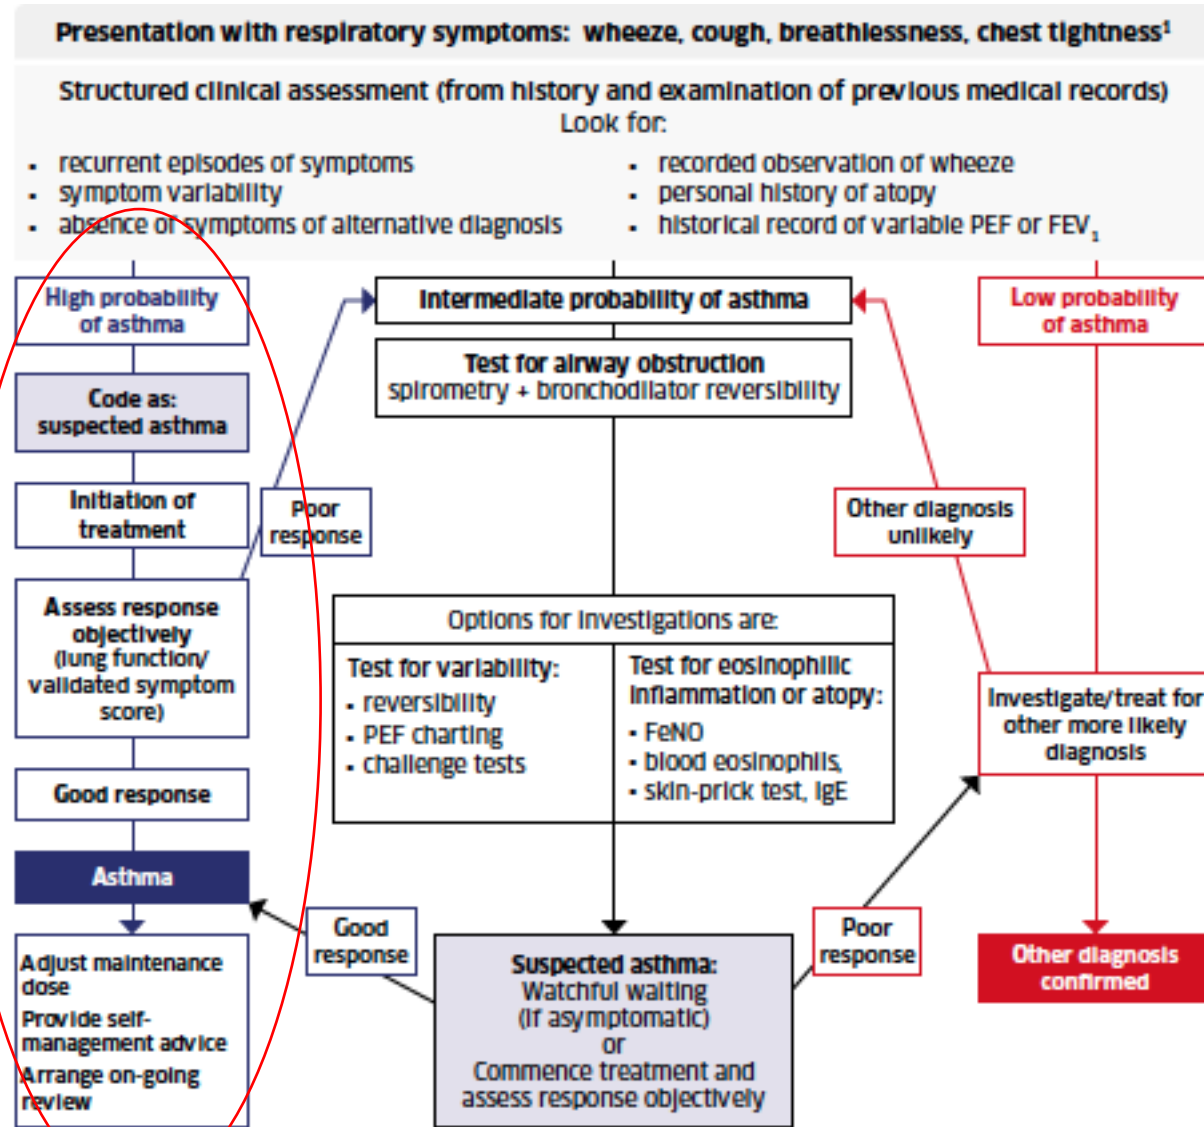 Presentation with respiratory symptoms: wheeze, cough, breathlessness, chest tightness¹
Structured clinical assessment (from history and examination of previous medical records)
Look for:
▪ recurrent episodes of symptoms
▪ symptom variability
▪ absence of symptoms of alternative diagnosis
▪ recorded observation of wheeze
▪ personal history of atopy
▪ historical record of variable PEF or FEV₁
High probability
of asthma
Code as:
suspected asthma
Initiation of
treatment
Assess response
objectively
(lung function/
validated symptom
score)
Good response
Asthma
Adjust maintenance
dose
Provide self-
management advice
Arrange on-going
review
Poor
response
Intermediate probability of asthma
Test for airway obstruction
spirometry + bronchodilator reversibility
Options for investigations are:
Test for variability:
▪ reversibility
▪ PEF charting
▪ challenge tests
Test for eosinophilic
inflammation or atopy:
▪ FeNO
▪ blood eosinophils,
▪ skin-prick test, IgE
Good
response
Suspected asthma:
Watchful waiting
(if asymptomatic)
or
Commence treatment and
assess response objectively
Poor
response
Low probability
of asthma
Other diagnosis
unlikely
Investigate/treat for
other more likely
diagnosis
Other diagnosis
confirmed